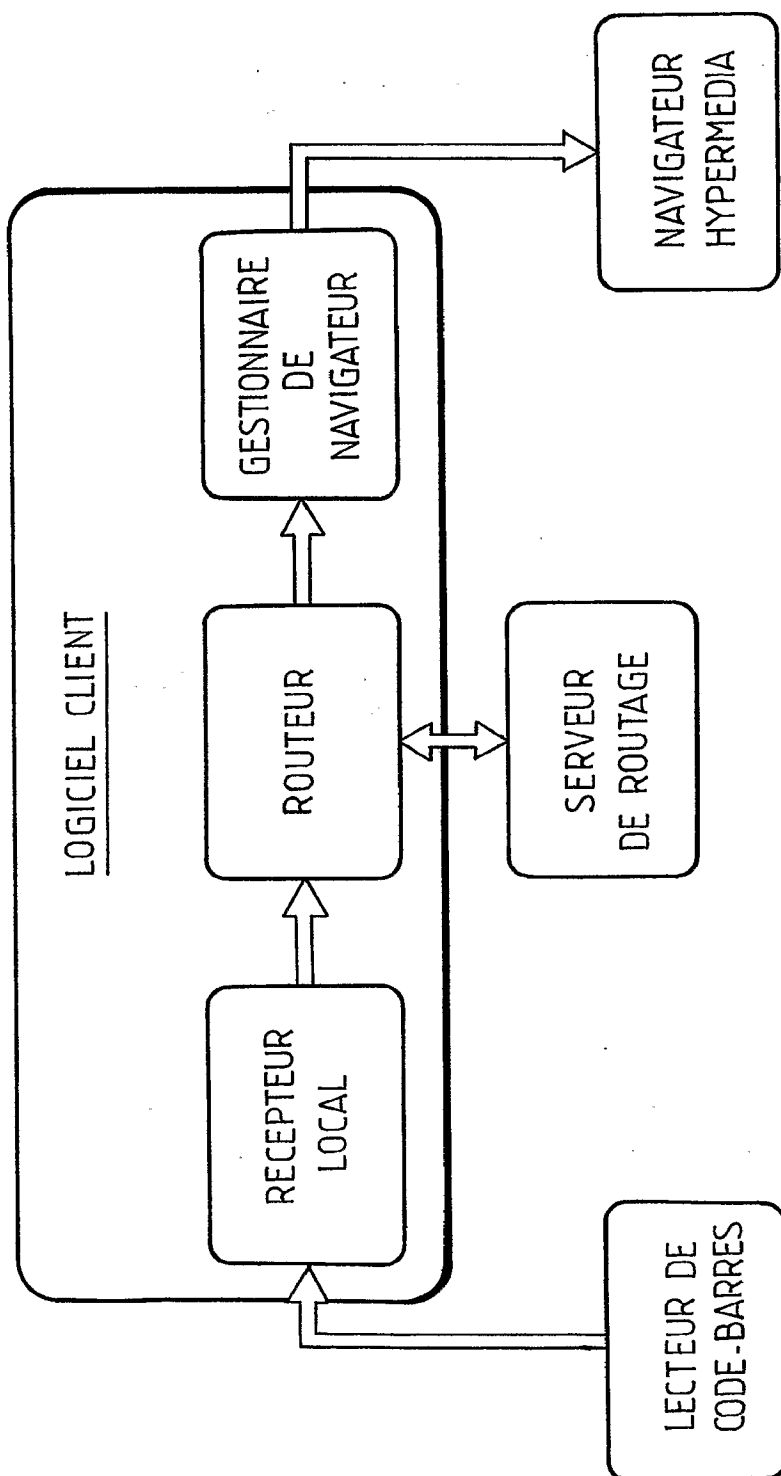 LOGICIEL CLIENT
RECEPTEUR
LOCAL
ROUTEUR
GESTIONNAIRE
DE
NAVIGATEUR
LECTEUR DE
CODE-BARRES
SERVEUR
DE ROUTAGE
NAVIGATEUR
HYPERMEDIA